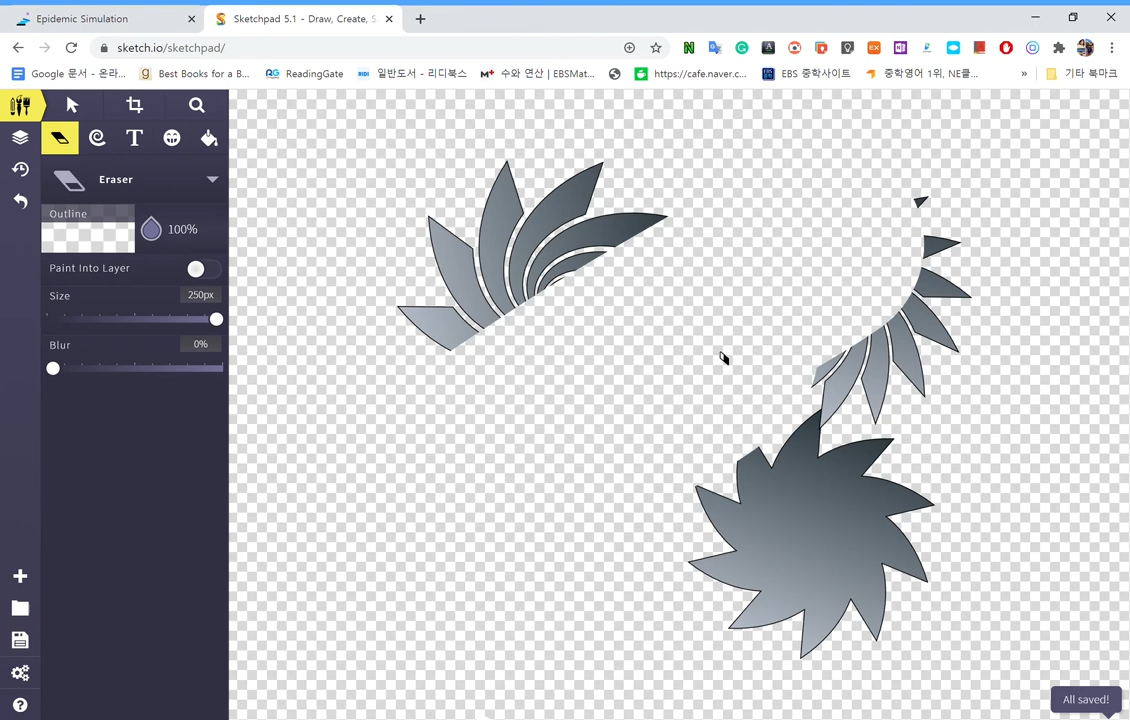 Epidemic Simulation
Sketchpad 5.1 - Draw, Create, S
sketch.io/sketchpad/
Google 문서 - 온라...
Best Books for a B...
ReadingGate
RIDI 일반도서 - 리디북스
수와 연산 | EBSMat...
https://cafe.naver.c...
EBS 중학사이트
중학영어 1위, NE클...
»
기타 북마크
T
Eraser
Outline
100%
Paint Into Layer
Size
250px
Blur
0%
All saved!